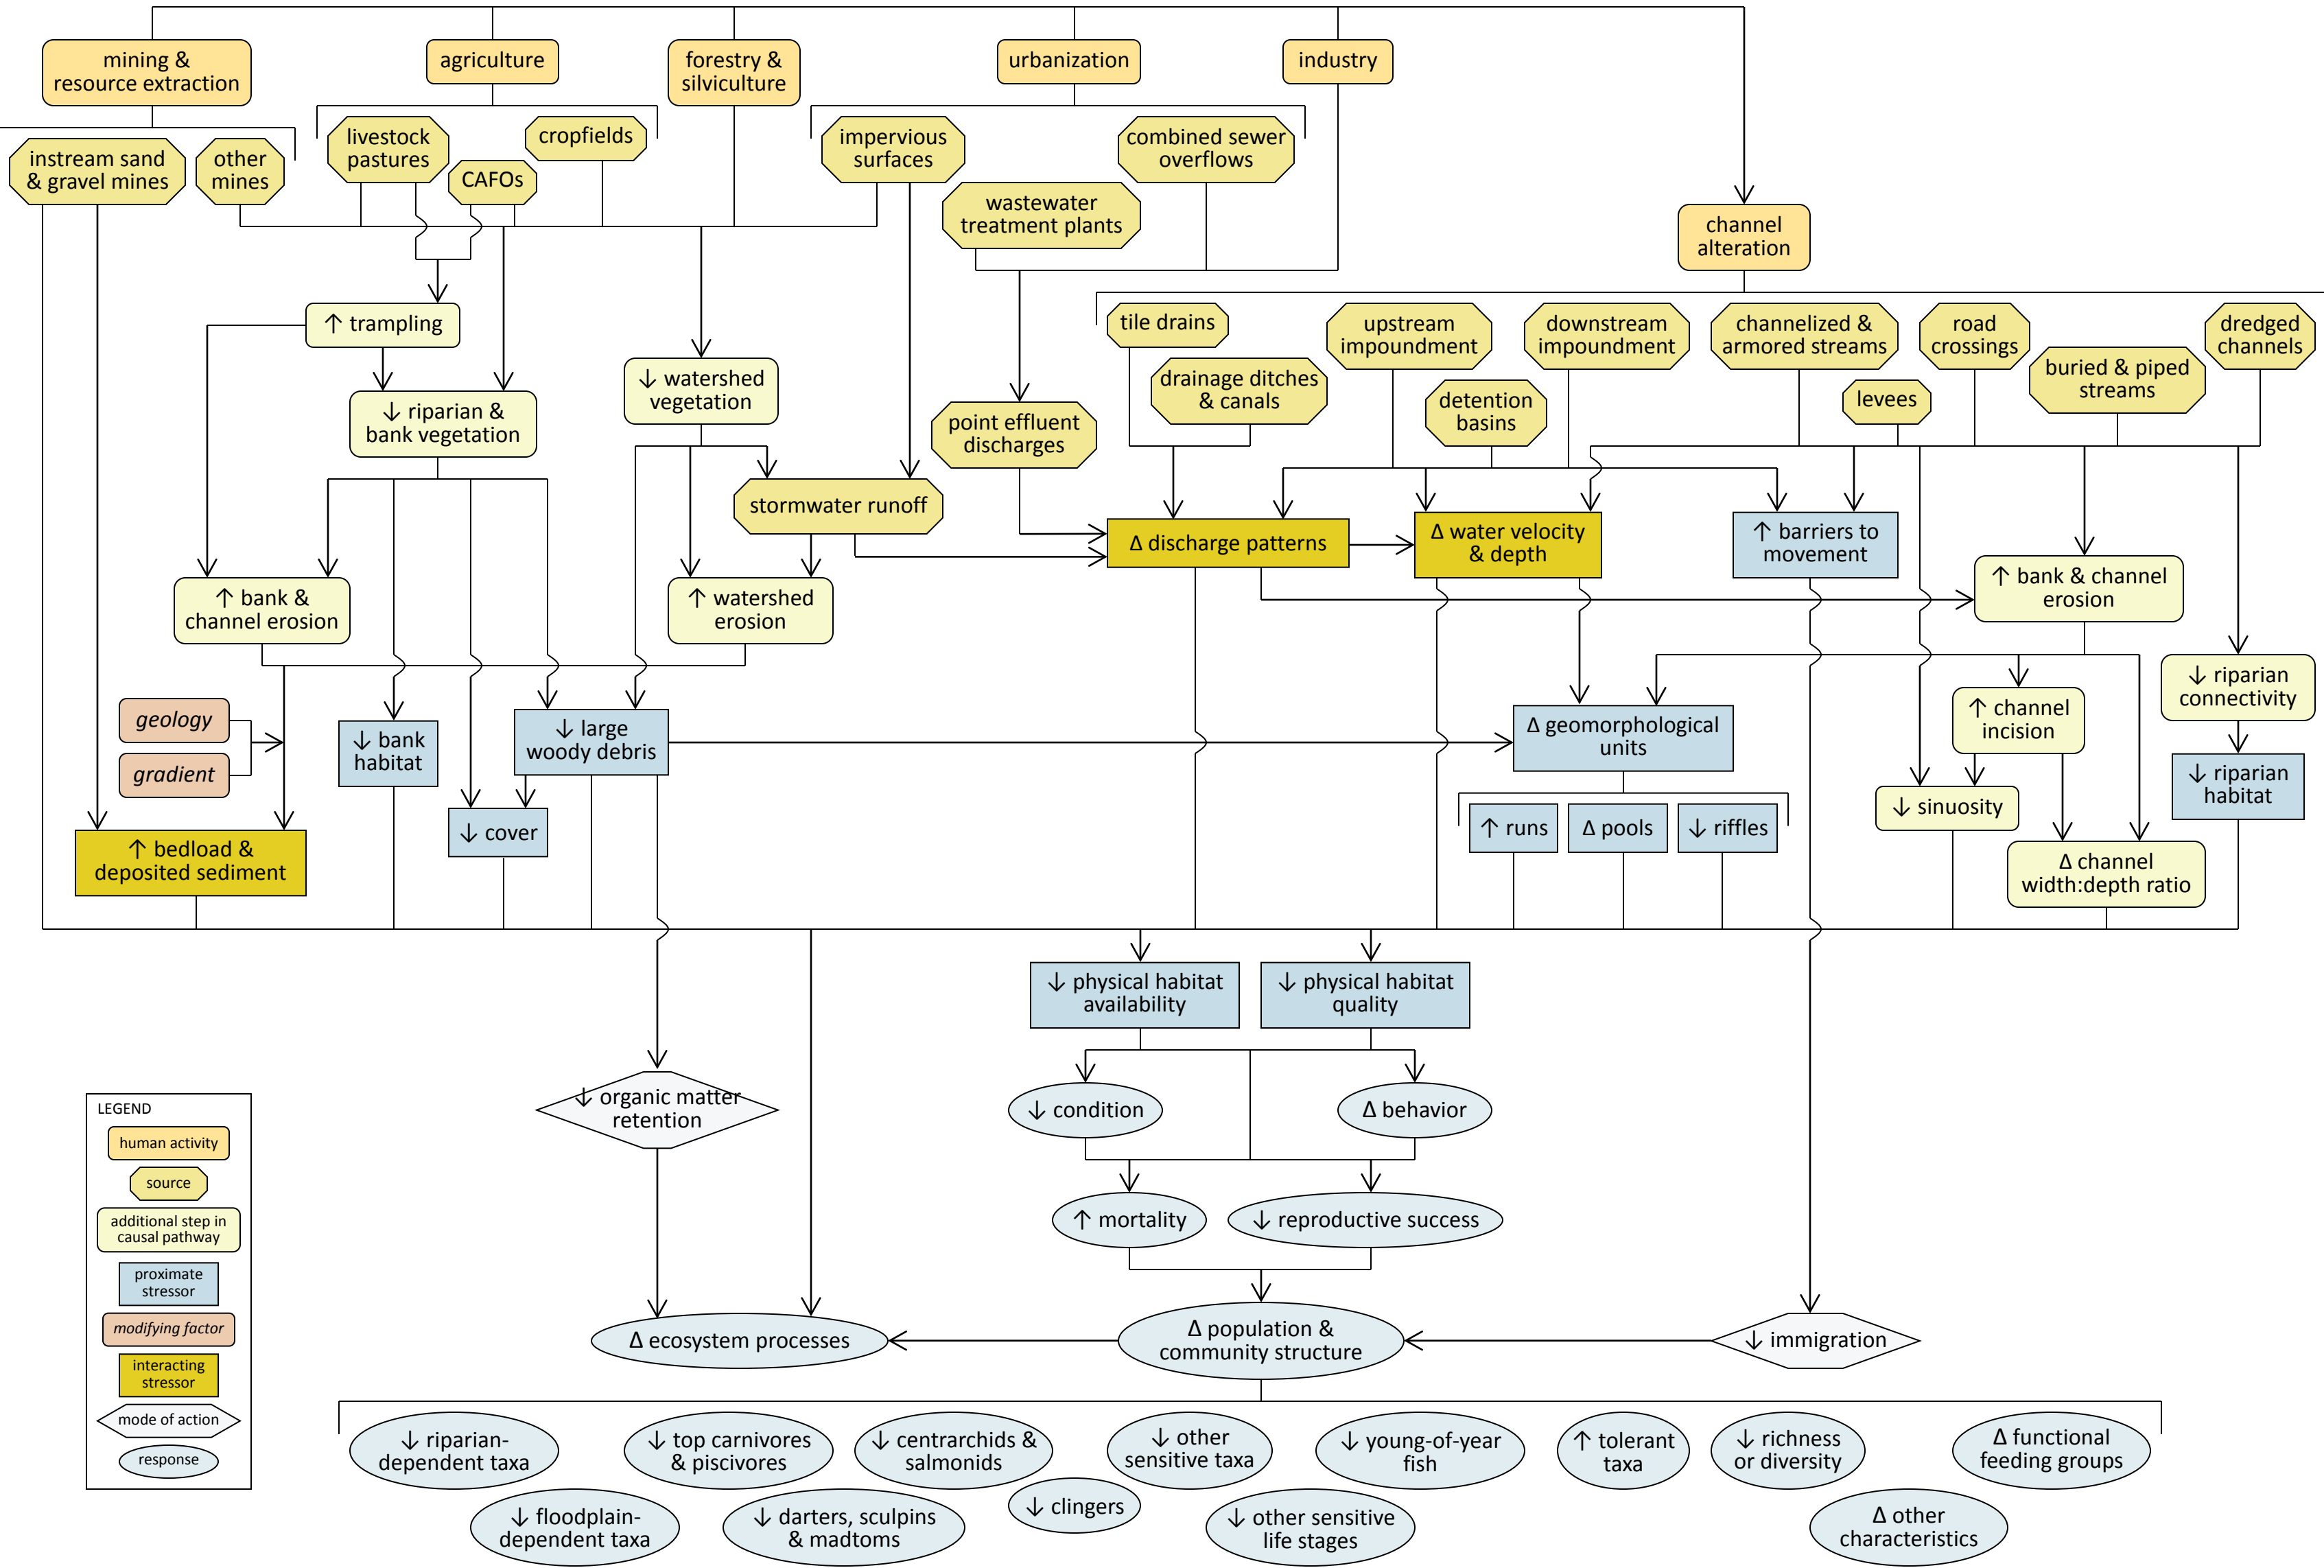 mining &
resource extraction
agriculture
forestry &
silviculture
urbanization
industry
instream sand
& gravel mines
other
mines
livestock
pastures
CAFOs
cropfields
impervious
surfaces
combined sewer
overflows
wastewater
treatment plants
channel
alteration
↑ trampling
↓ riparian &
bank vegetation
↓ watershed
vegetation
point effluent
discharges
tile drains
drainage ditches
& canals
upstream
impoundment
detention
basins
downstream
impoundment
channelized &
armored streams
levees
road
crossings
buried & piped
streams
dredged
channels
stormwater runoff
Δ discharge patterns
Δ water velocity
& depth
↑ barriers to
movement
↑ bank & channel
erosion
↑ bank &
channel erosion
↑ watershed
erosion
geology
gradient
↓ bank
habitat
↓ large
woody debris
↓ cover
Δ geomorphological
units
↑ runs
Δ pools
↓ riffles
↑ channel
incision
↓ sinuosity
↓ riparian
connectivity
↓ riparian
habitat
Δ channel
width:depth ratio
↑ bedload &
deposited sediment
↓ physical habitat
availability
↓ physical habitat
quality
↓ organic matter
retention
↓ condition
Δ behavior
↑ mortality
↓ reproductive success
Δ ecosystem processes
Δ population &
community structure
↓ immigration
LEGEND
human activity
source
additional step in
causal pathway
proximate
stressor
modifying factor
interacting
stressor
mode of action
response
↓ riparian-
dependent taxa
↓ top carnivores
& piscivores
↓ centrarchids &
salmonids
↓ other
sensitive taxa
↓ young-of-year
fish
↑ tolerant
taxa
↓ richness
or diversity
Δ functional
feeding groups
↓ floodplain-
dependent taxa
↓ darters, sculpins
& madtoms
↓ clingers
↓ other sensitive
life stages
Δ other
characteristics